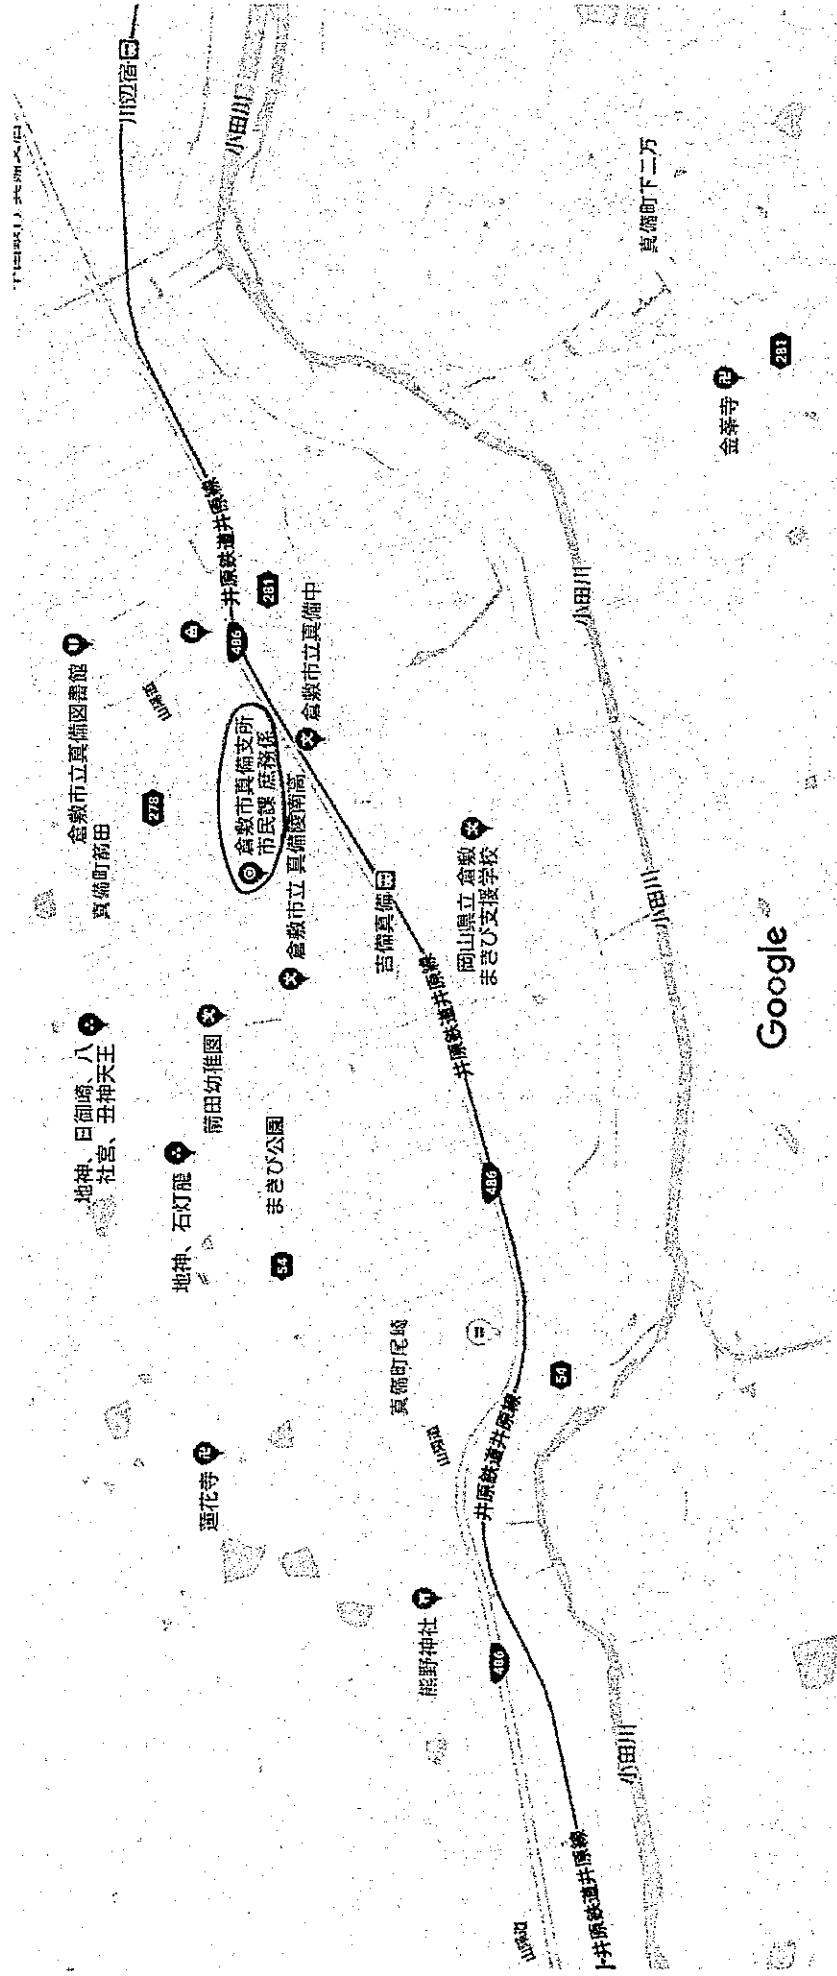 川辺宿
小田川
真備町下二万
281
金峯寺
井原鉄道井原線
281
486
倉敷市立真備中
小田川
倉敷市立真備図書館
真備町箭田
278
山陽道
倉敷市真備支所
市民課 庶務係
倉敷市立 真備陵南高
吉備真備
岡山県立 倉敷
まきび支援学校
小田川
Google
井原鉄道井原線
地神、日御崎、八
社宮、丑神天王
箭田幼稚園
地神、石灯籠
まきび公園
54
486
真備町尾崎
54
山陽道
井原鉄道井原線
蓮花寺
熊野神社
486
小田川
山陽道
井原鉄道井原線